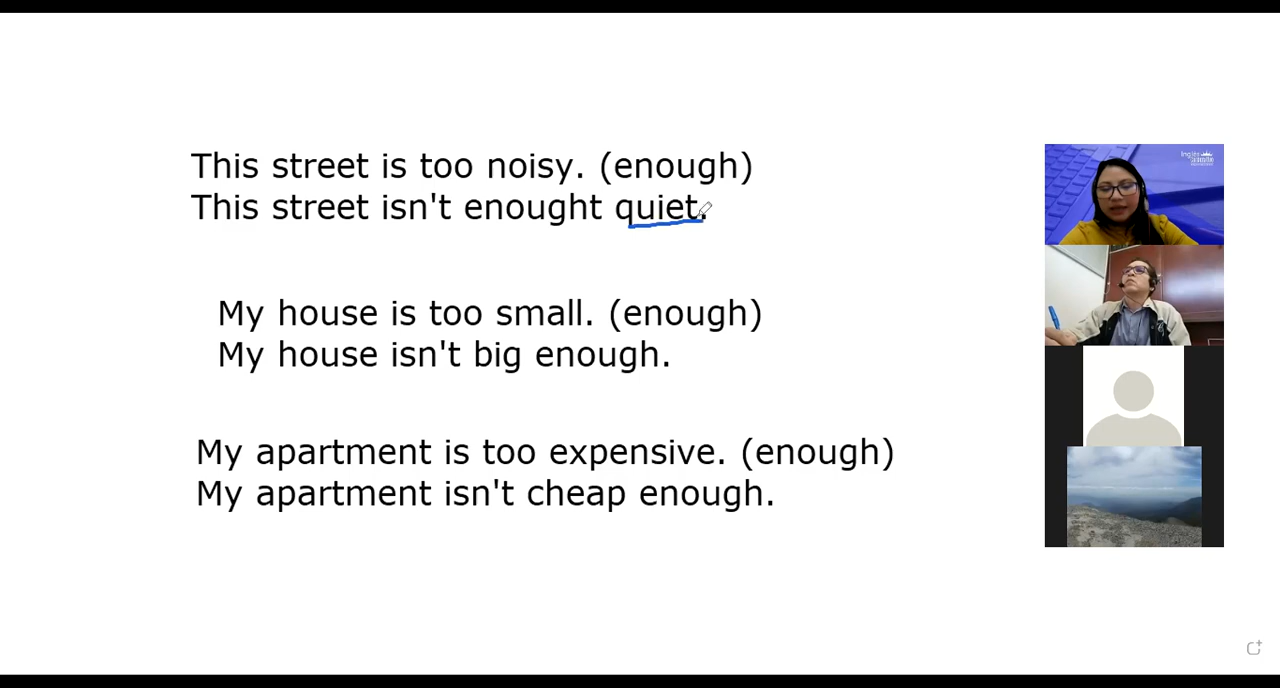 This street is too noisy. (enough)
This street isn't enought quiet.
My house is too small. (enough)
My house isn't big enough.
My apartment is too expensive. (enough)
My apartment isn't cheap enough.
Inglés